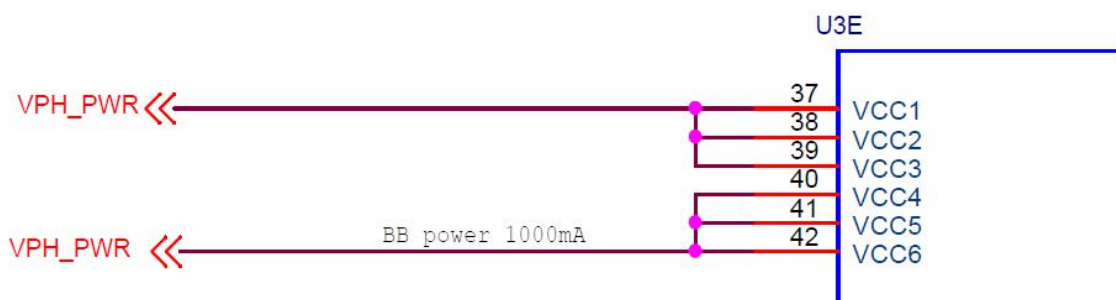 U3E
VPH_PWR
37 VCC1
38 VCC2
39 VCC3
40 VCC4
41 VCC5
VPH_PWR BB power 1000mA 42 VCC6